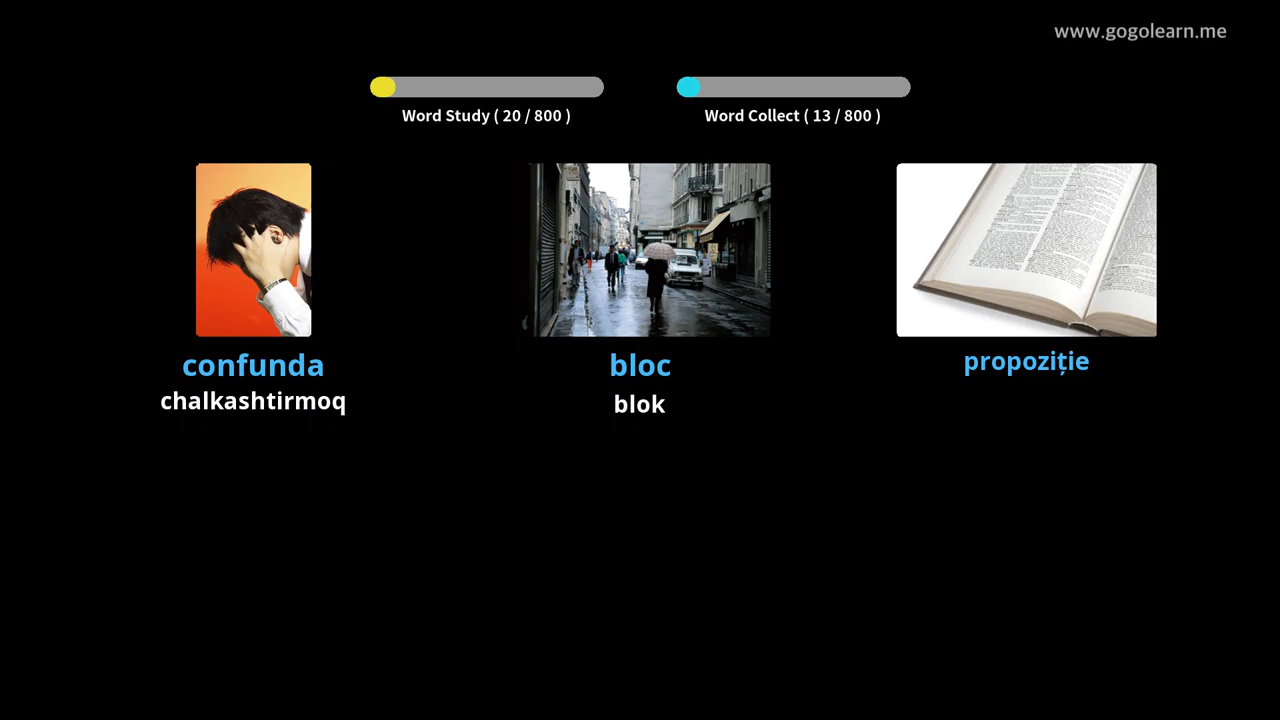 www.gogolearn.me
Word Study ( 20 / 800 )
Word Collect ( 13 / 800 )
confunda
chalkashtirmoq
bloc
blok
propoziție